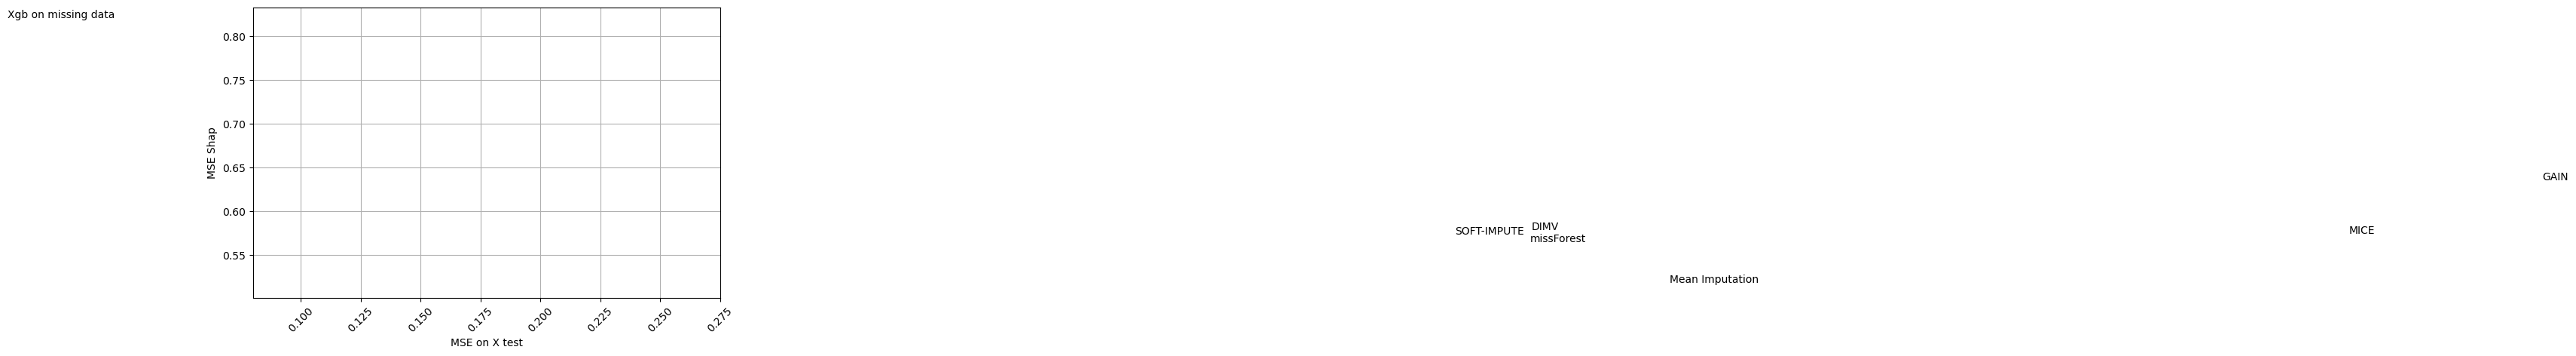 Xgb on missing data
0.80
0.75
0.70
0.65
0.60
0.55
MSE Shap
0.100
0.125
0.150
0.175
0.200
0.225
0.250
0.275
MSE on X test
GAIN
SOFT-IMPUTE
DIMV
missForest
MICE
Mean Imputation